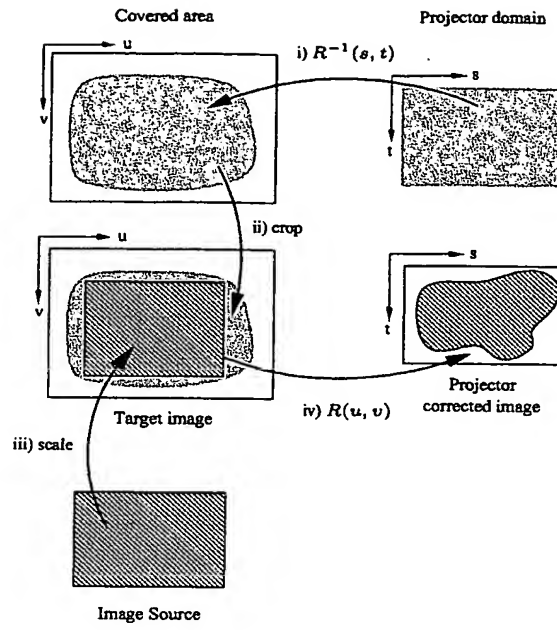 Covered area
Projector domain
u
v
i) R⁻¹(s, t)
s
t
ii) crop
u
v
s
t
Target image
iv) R(u, v)
Projector
corrected image
iii) scale
Image Source